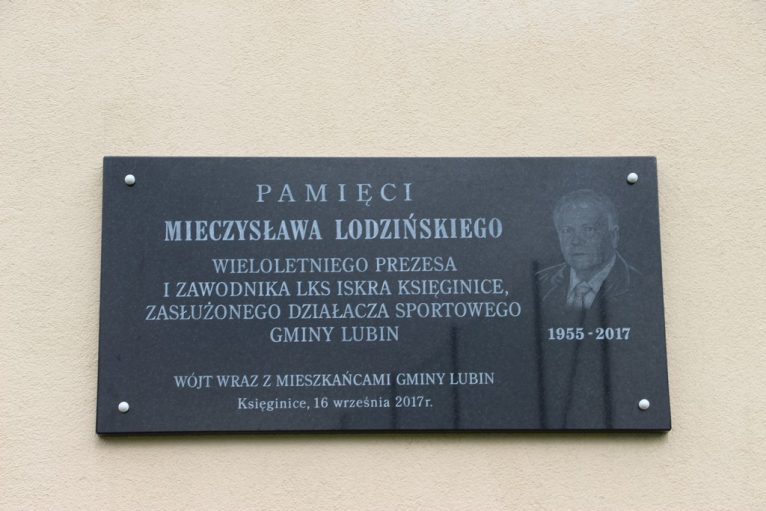 PAMIĘCI
MIECZYSŁAWA LODZIŃSKIEGO
WIELOLETNIEGO PREZESA
I ZAWODNIKA LKS ISKRA KSIĘGINICE,
ZASŁUŻONEGO DZIAŁACZA SPORTOWEGO
GMINY LUBIN
1955 - 2017
WÓJT WRAZ Z MIESZKAŃCAMI GMINY LUBIN
Księginice, 16 września 2017r.